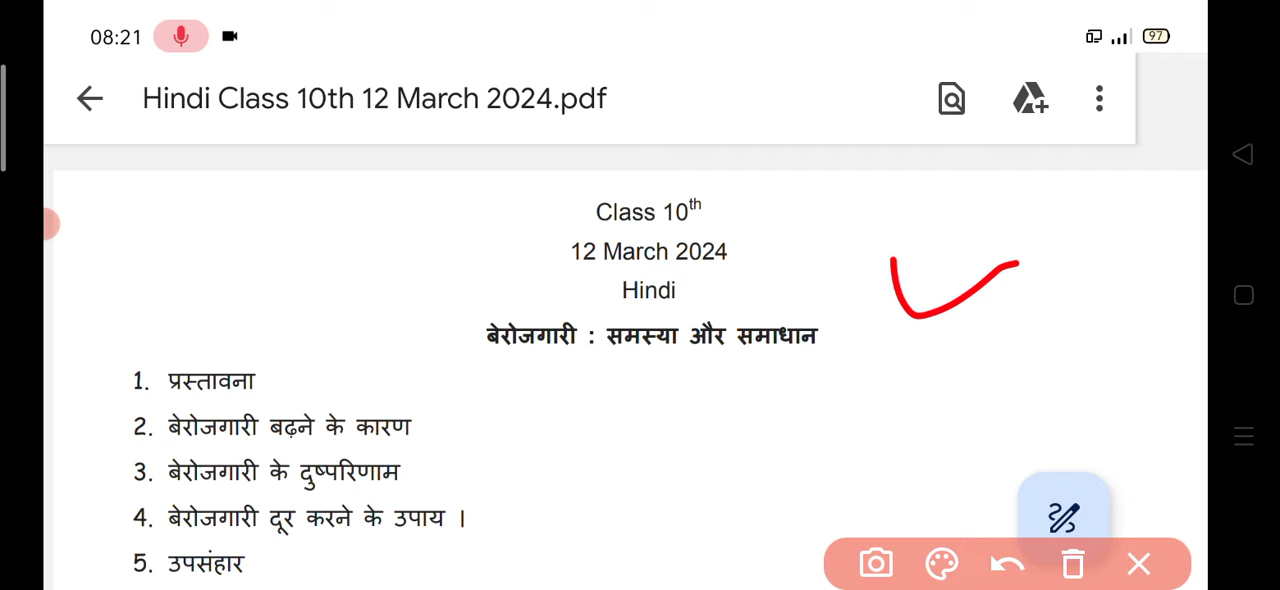 08:21
97
Hindi Class 10th 12 March 2024.pdf
Class 10th
12 March 2024
Hindi
बेरोजगारी : समस्या और समाधान
1. प्रस्तावना
2. बेरोजगारी बढ़ने के कारण
3. बेरोजगारी के दुष्परिणाम
4. बेरोजगारी दूर करने के उपाय ।
5. उपसंहार